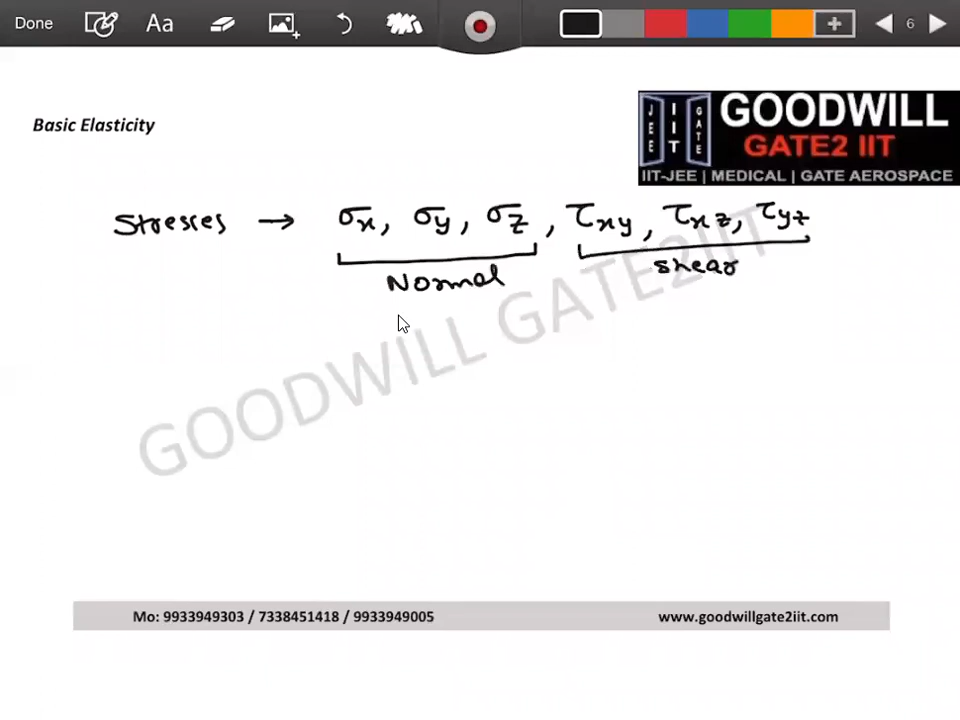 Done Aa 6
Basic Elasticity
JEE IIT GATE GOODWILL
GATE2 IIT
IIT-JEE | MEDICAL | GATE AEROSPACE
Stresses → σx, σy, σz, τxy, τxz, τyz
Normal shear
GOODWILL GATE2IIT
Mo: 9933949303 / 7338451418 / 9933949005 www.goodwillgate2iit.com